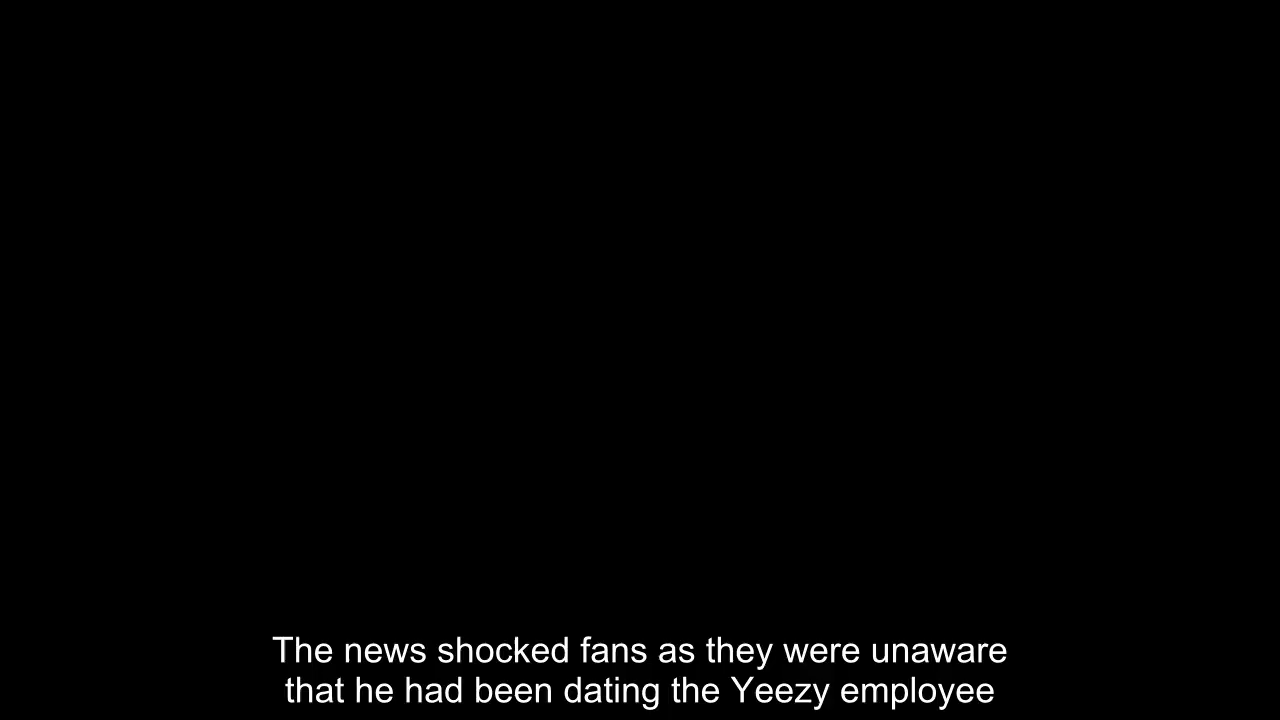 The news shocked fans as they were unaware
that he had been dating the Yeezy employee